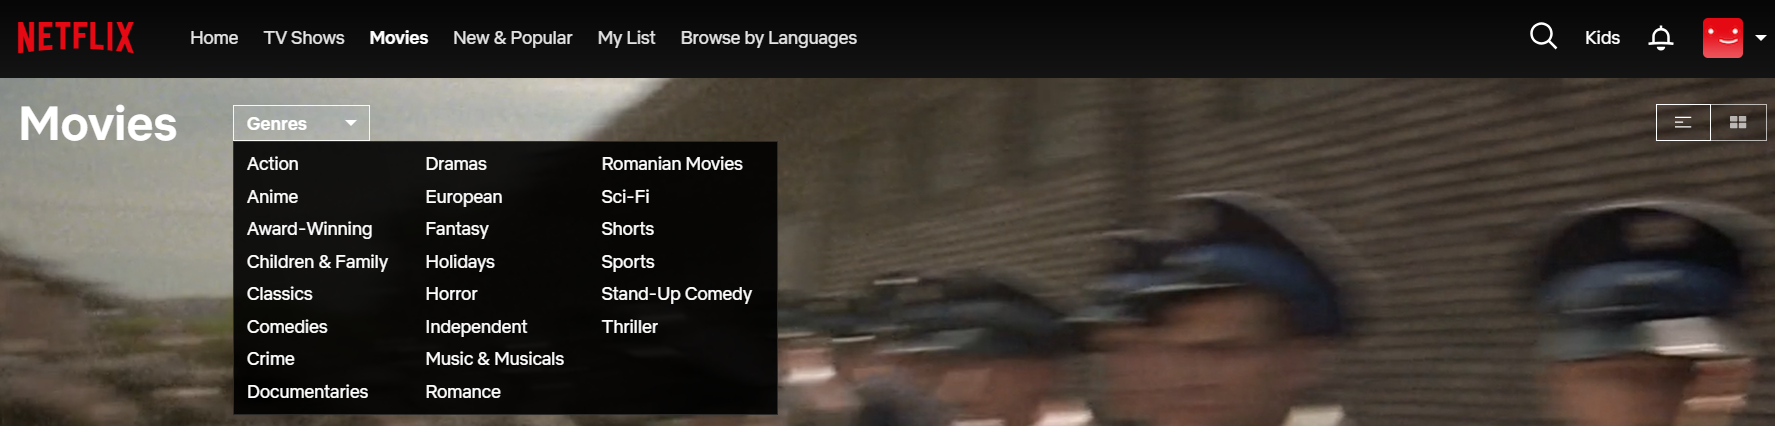 NETFLIX Home TV Shows Movies New & Popular My List Browse by Languages Kids
Movies Genres
Action Dramas Romanian Movies
Anime European Sci-Fi
Award-Winning Fantasy Shorts
Children & Family Holidays Sports
Classics Horror Stand-Up Comedy
Comedies Independent Thriller
Crime Music & Musicals
Documentaries Romance